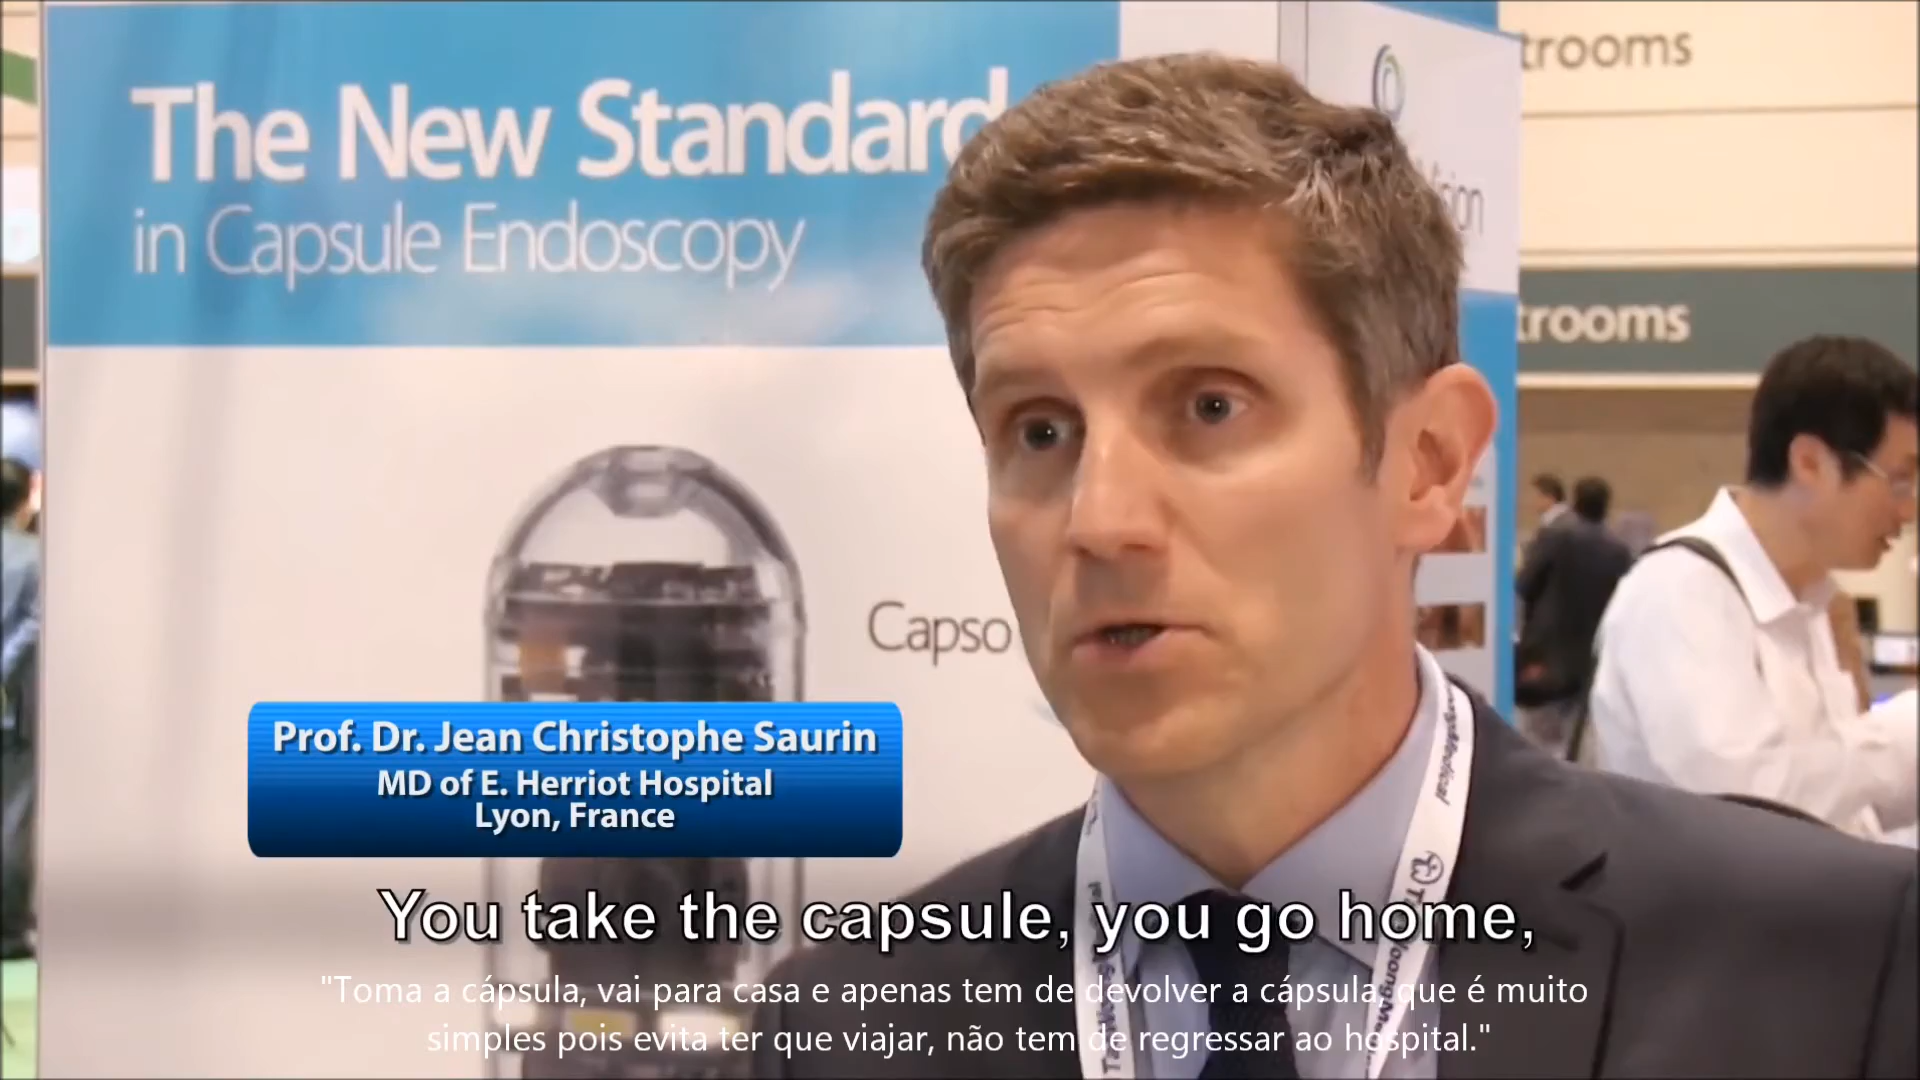 The New Standard
in Capsule Endoscopy
trooms
trooms
Capso
Prof. Dr. Jean Christophe Saurin
MD of E. Herriot Hospital
Lyon, France
You take the capsule, you go home,
"Toma a cápsula, vai para casa e apenas tem de devolver a cápsula, que é muito
simples pois evita ter que viajar, não tem de regressar ao hospital."